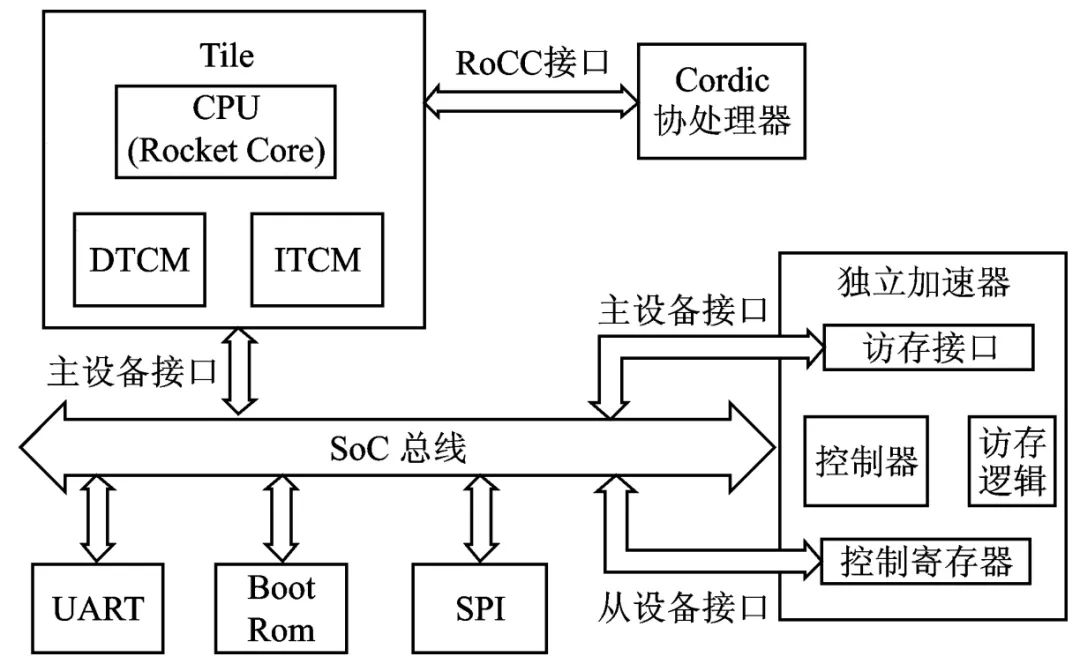 Tile
CPU
(Rocket Core)
DTCM
ITCM
RoCC接口
Cordic
协处理器
主设备接口
主设备接口
独立加速器
访存接口
控制器
访存
逻辑
控制寄存器
SoC 总线
从设备接口
UART
Boot
Rom
SPI